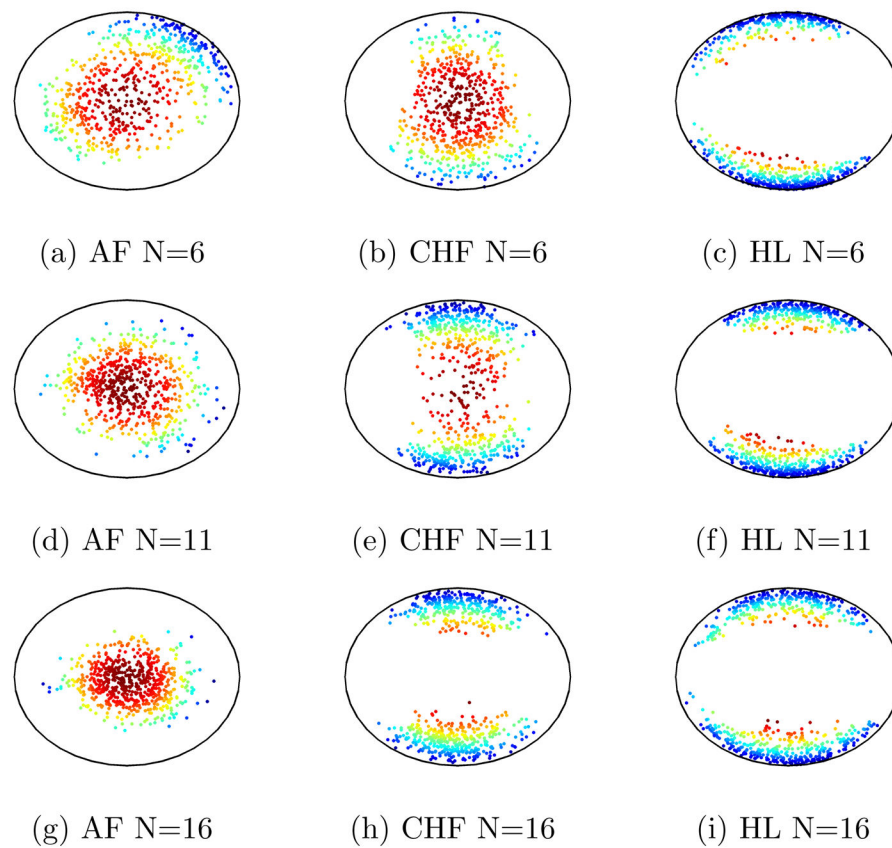 (a) AF N=6 (b) CHF N=6 (c) HL N=6
(d) AF N=11 (e) CHF N=11 (f) HL N=11
(g) AF N=16 (h) CHF N=16 (i) HL N=16